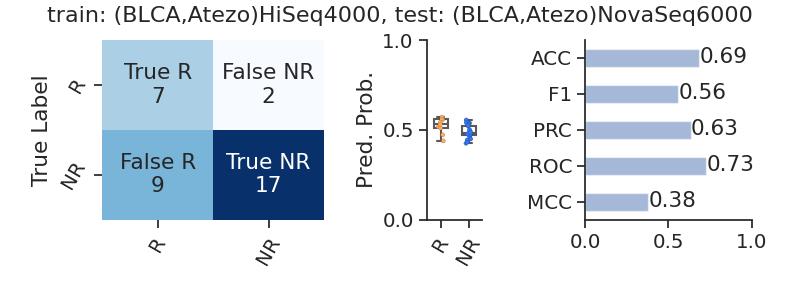 train: (BLCA,Atezo)HiSeq4000, test: (BLCA,Atezo)NovaSeq6000
True Label
R
NR
True R
7
False NR
2
False R
9
True NR
17
R
NR
Pred. Prob.
1.0
0.5
0.0
R
NR
ACC
0.69
F1
0.56
PRC
0.63
ROC
0.73
MCC
0.38
0.0
0.5
1.0